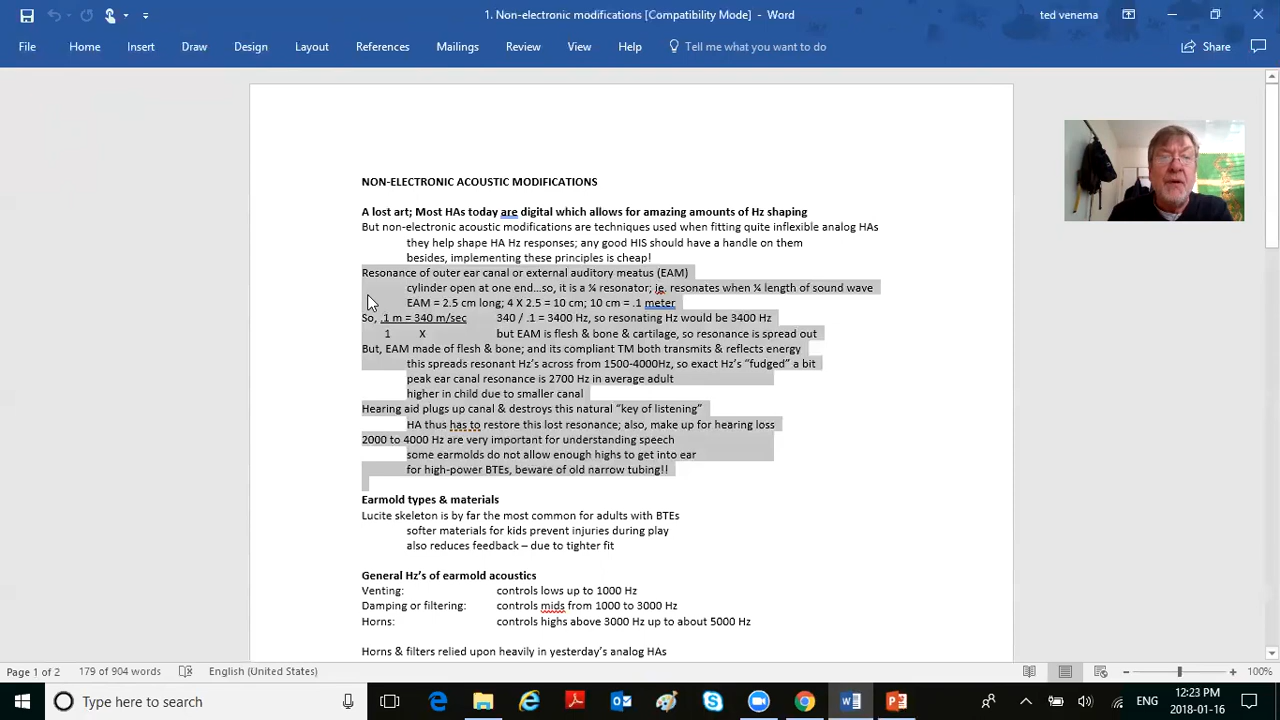 1. Non-electronic modifications [Compatibility Mode] - Word
ted venema
File Home Insert Draw Design Layout References Mailings Review View Help Tell me what you want to do Share
NON-ELECTRONIC ACOUSTIC MODIFICATIONS
A lost art; Most HAs today are digital which allows for amazing amounts of Hz shaping
But non-electronic acoustic modifications are techniques used when fitting quite inflexible analog HAs
they help shape HA Hz responses; any good HIS should have a handle on them
besides, implementing these principles is cheap!
Resonance of outer ear canal or external auditory meatus (EAM)
cylinder open at one end…so, it is a ¼ resonator; ie. resonates when ¼ length of sound wave
EAM = 2.5 cm long; 4 X 2.5 = 10 cm; 10 cm = .1 meter
So, .1 m = 340 m/sec 340 / .1 = 3400 Hz, so resonating Hz would be 3400 Hz
1 X but EAM is flesh & bone & cartilage, so resonance is spread out
But, EAM made of flesh & bone; and its compliant TM both transmits & reflects energy
this spreads resonant Hz's across from 1500-4000Hz, so exact Hz's “fudged” a bit
peak ear canal resonance is 2700 Hz in average adult
higher in child due to smaller canal
Hearing aid plugs up canal & destroys this natural “key of listening”
HA thus has to restore this lost resonance; also, make up for hearing loss
2000 to 4000 Hz are very important for understanding speech
some earmolds do not allow enough highs to get into ear
for high-power BTEs, beware of old narrow tubing!!
Earmold types & materials
Lucite skeleton is by far the most common for adults with BTEs
softer materials for kids prevent injuries during play
also reduces feedback – due to tighter fit
General Hz's of earmold acoustics
Venting: controls lows up to 1000 Hz
Damping or filtering: controls mids from 1000 to 3000 Hz
Horns: controls highs above 3000 Hz up to about 5000 Hz
Horns & filters relied upon heavily in yesterday's analog HAs
Page 1 of 2 179 of 904 words English (United States) 100%
Type here to search
ENG
12:23 PM
2018-01-16